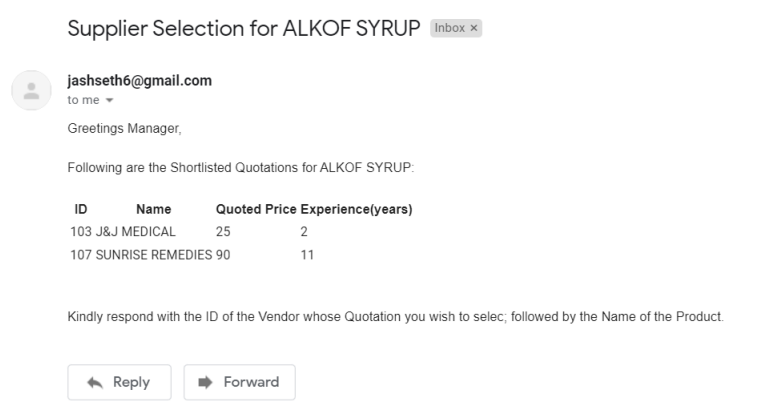 Supplier Selection for ALKOF SYRUP Inbox ×
jashseth6@gmail.com
to me
Greetings Manager,
Following are the Shortlisted Quotations for ALKOF SYRUP:
ID Name Quoted Price Experience(years)
103 J&J MEDICAL 25 2
107 SUNRISE REMEDIES 90 11
Kindly respond with the ID of the Vendor whose Quotation you wish to selec; followed by the Name of the Product.
Reply Forward